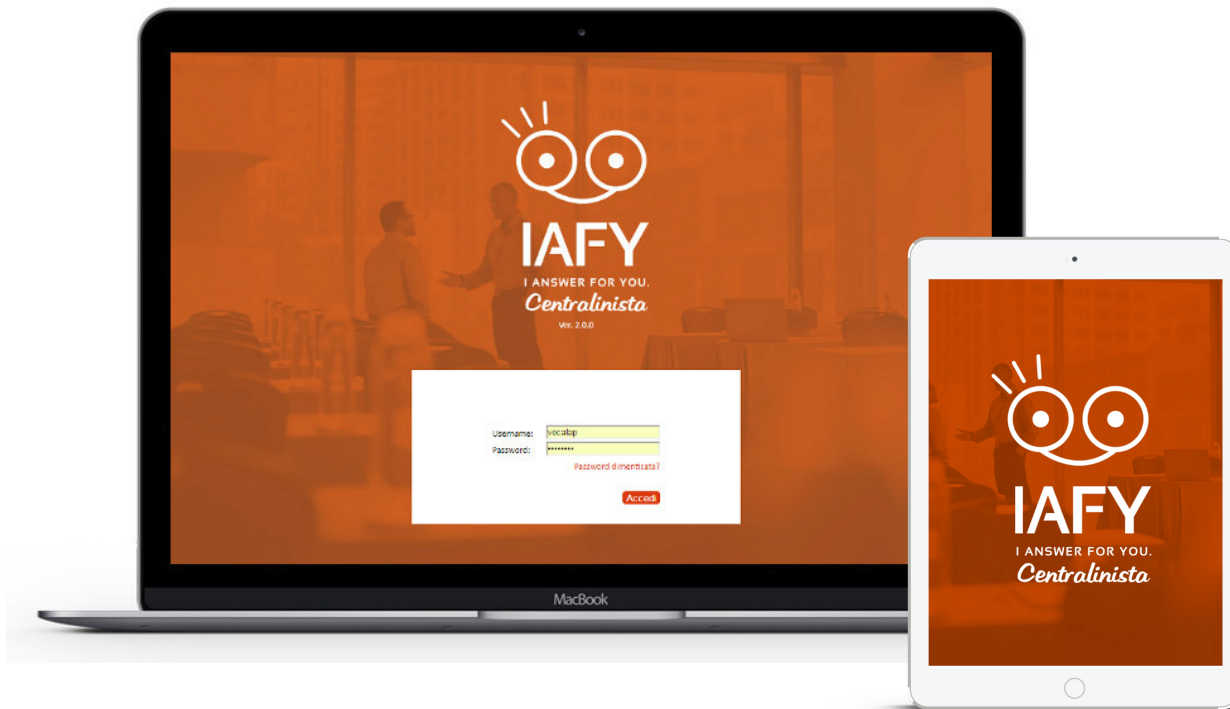 IAFY
I ANSWER FOR YOU.
Centralinista
Ver. 2.0.0
Username: vocalap
Password: ••••••••
Password dimenticata?
Accedi
MacBook
IAFY
I ANSWER FOR YOU.
Centralinista